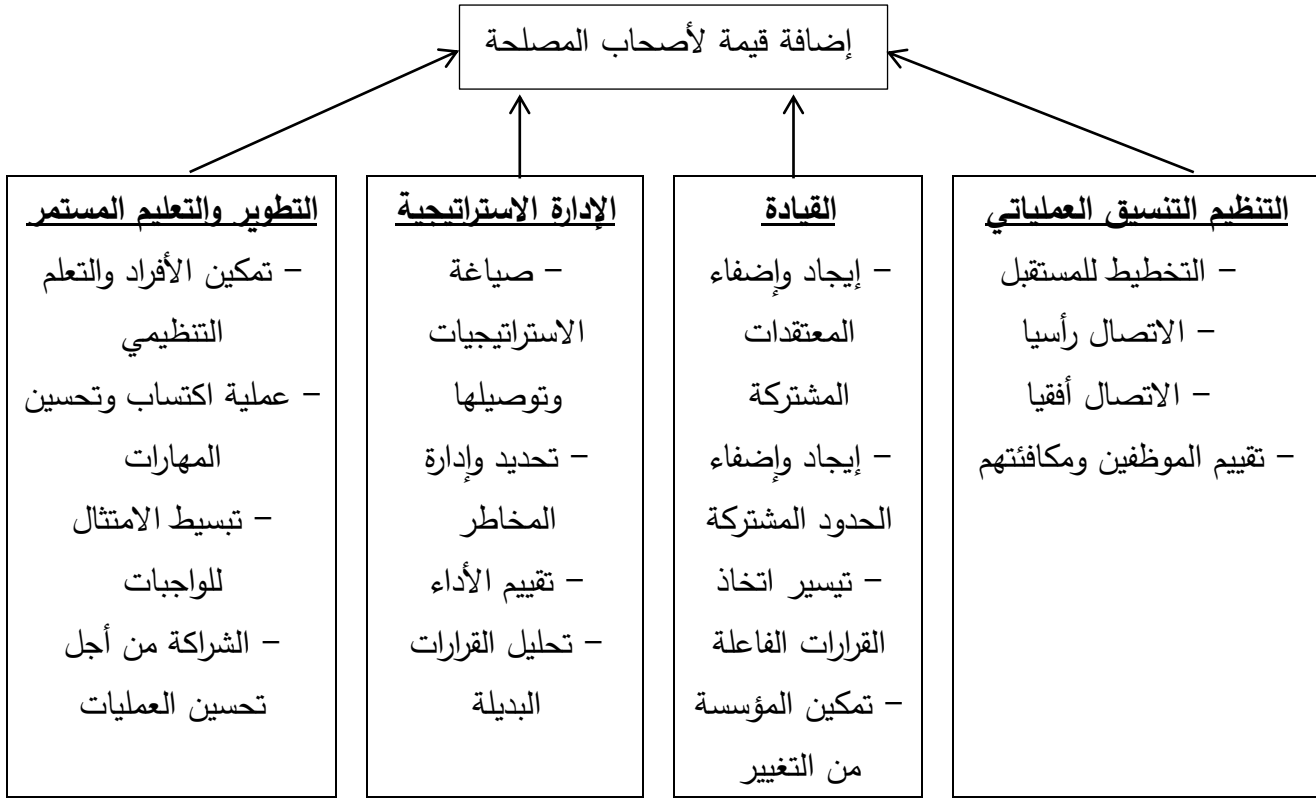 إضافة قيمة لأصحاب المصلحة
التنظيم التنسيق العملياتي
– التخطيط للمستقبل
– الاتصال رأسيا
– الاتصال أفقيا
– تقييم الموظفين ومكافئتهم
القيادة
– إيجاد وإضفاء
المعتقدات
المشتركة
– إيجاد وإضفاء
الحدود المشتركة
– تيسير اتخاذ
القرارات الفاعلة
– تمكين المؤسسة
من التغيير
الإدارة الاستراتيجية
– صياغة
الاستراتيجيات
وتوصيلها
– تحديد وإدارة
المخاطر
– تقييم الأداء
– تحليل القرارات
البديلة
التطوير والتعليم المستمر
– تمكين الأفراد والتعلم
التنظيمي
– عملية اكتساب وتحسين
المهارات
– تبسيط الامتثال
للواجبات
– الشراكة من أجل
تحسين العمليات